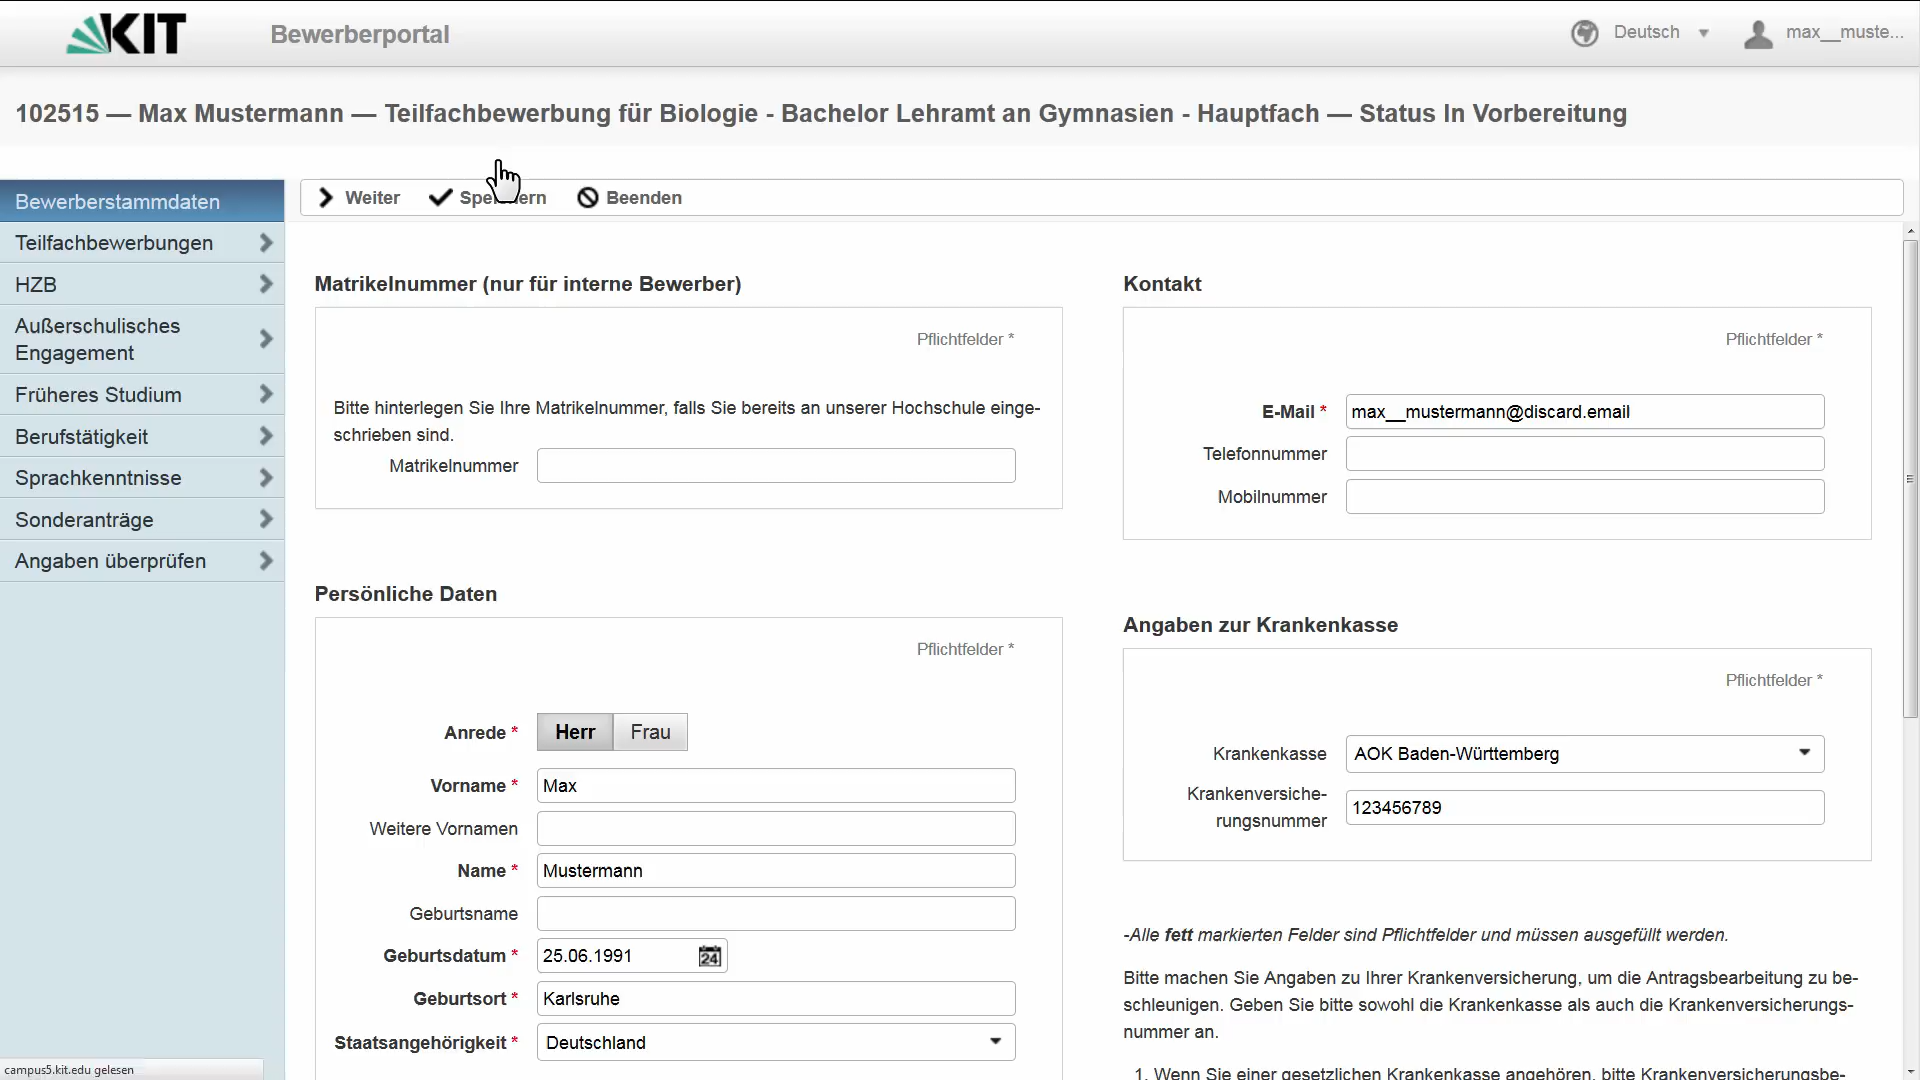 KIT
Bewerberportal
Deutsch
max__muste...
102515 — Max Mustermann — Teilfachbewerbung für Biologie - Bachelor Lehramt an Gymnasien - Hauptfach — Status In Vorbereitung
Bewerberstammdaten
Teilfachbewerbungen
HZB
Außerschulisches
Engagement
Früheres Studium
Berufstätigkeit
Sprachkenntnisse
Sonderanträge
Angaben überprüfen
Weiter
Beenden
Matrikelnummer (nur für interne Bewerber)
Pflichtfelder *
Bitte hinterlegen Sie Ihre Matrikelnummer, falls Sie bereits an unserer Hochschule einge-
schrieben sind.
Matrikelnummer
Persönliche Daten
Pflichtfelder *
Anrede * Herr Frau
Vorname * Max
Weitere Vornamen
Name * Mustermann
Geburtsname
Geburtsdatum * 25.06.1991 24
Geburtsort * Karlsruhe
Staatsangehörigkeit * Deutschland
Kontakt
Pflichtfelder *
E-Mail * max__mustermann@discard.email
Telefonnummer
Mobilnummer
Angaben zur Krankenkasse
Pflichtfelder *
Krankenkasse AOK Baden-Württemberg
Krankenversiche-
rungsnummer 123456789
-Alle fett markierten Felder sind Pflichtfelder und müssen ausgefüllt werden.
Bitte machen Sie Angaben zu Ihrer Krankenversicherung, um die Antragsbearbeitung zu be-
schleunigen. Geben Sie bitte sowohl die Krankenkasse als auch die Krankenversicherungs-
nummer an.
1. Wenn Sie einer gesetzlichen Krankenkasse angehören, bitte Krankenversicherungsbe-
campus5.kit.edu gelesen